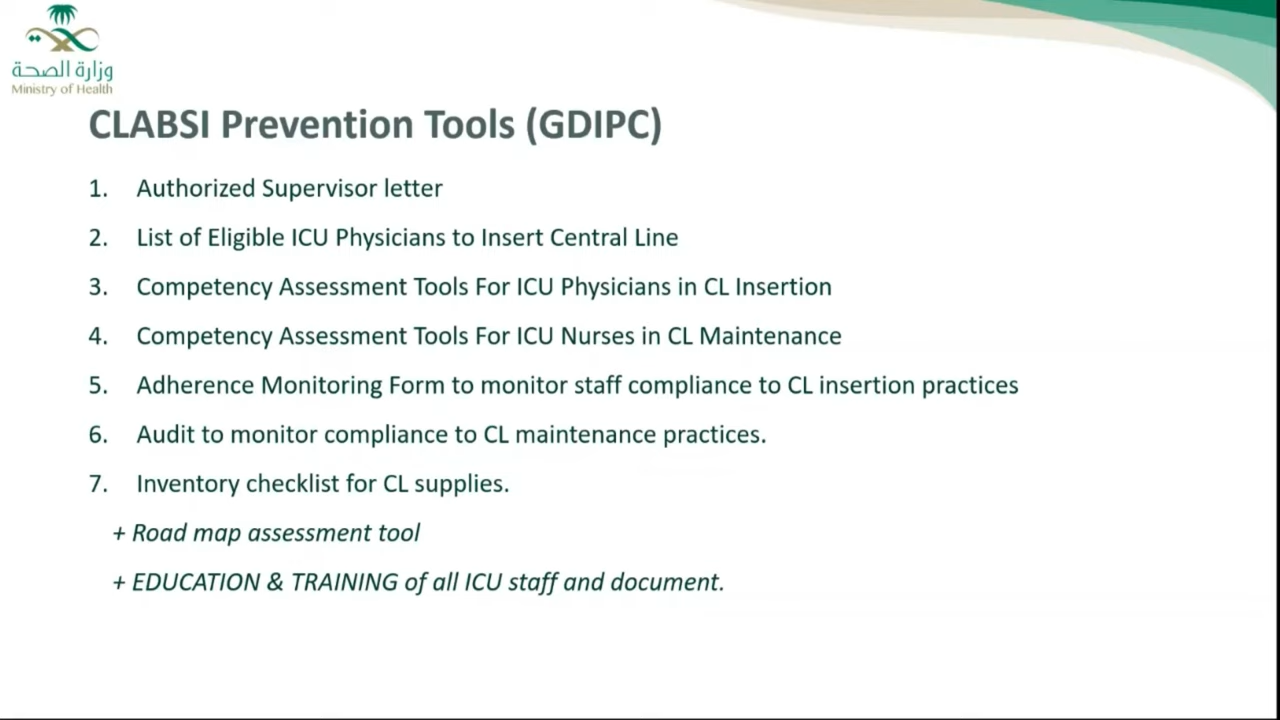 وزارة الصحة
Ministry of Health
CLABSI Prevention Tools (GDIPC)
1. Authorized Supervisor letter
2. List of Eligible ICU Physicians to Insert Central Line
3. Competency Assessment Tools For ICU Physicians in CL Insertion
4. Competency Assessment Tools For ICU Nurses in CL Maintenance
5. Adherence Monitoring Form to monitor staff compliance to CL insertion practices
6. Audit to monitor compliance to CL maintenance practices.
7. Inventory checklist for CL supplies.
+ Road map assessment tool
+ EDUCATION & TRAINING of all ICU staff and document.